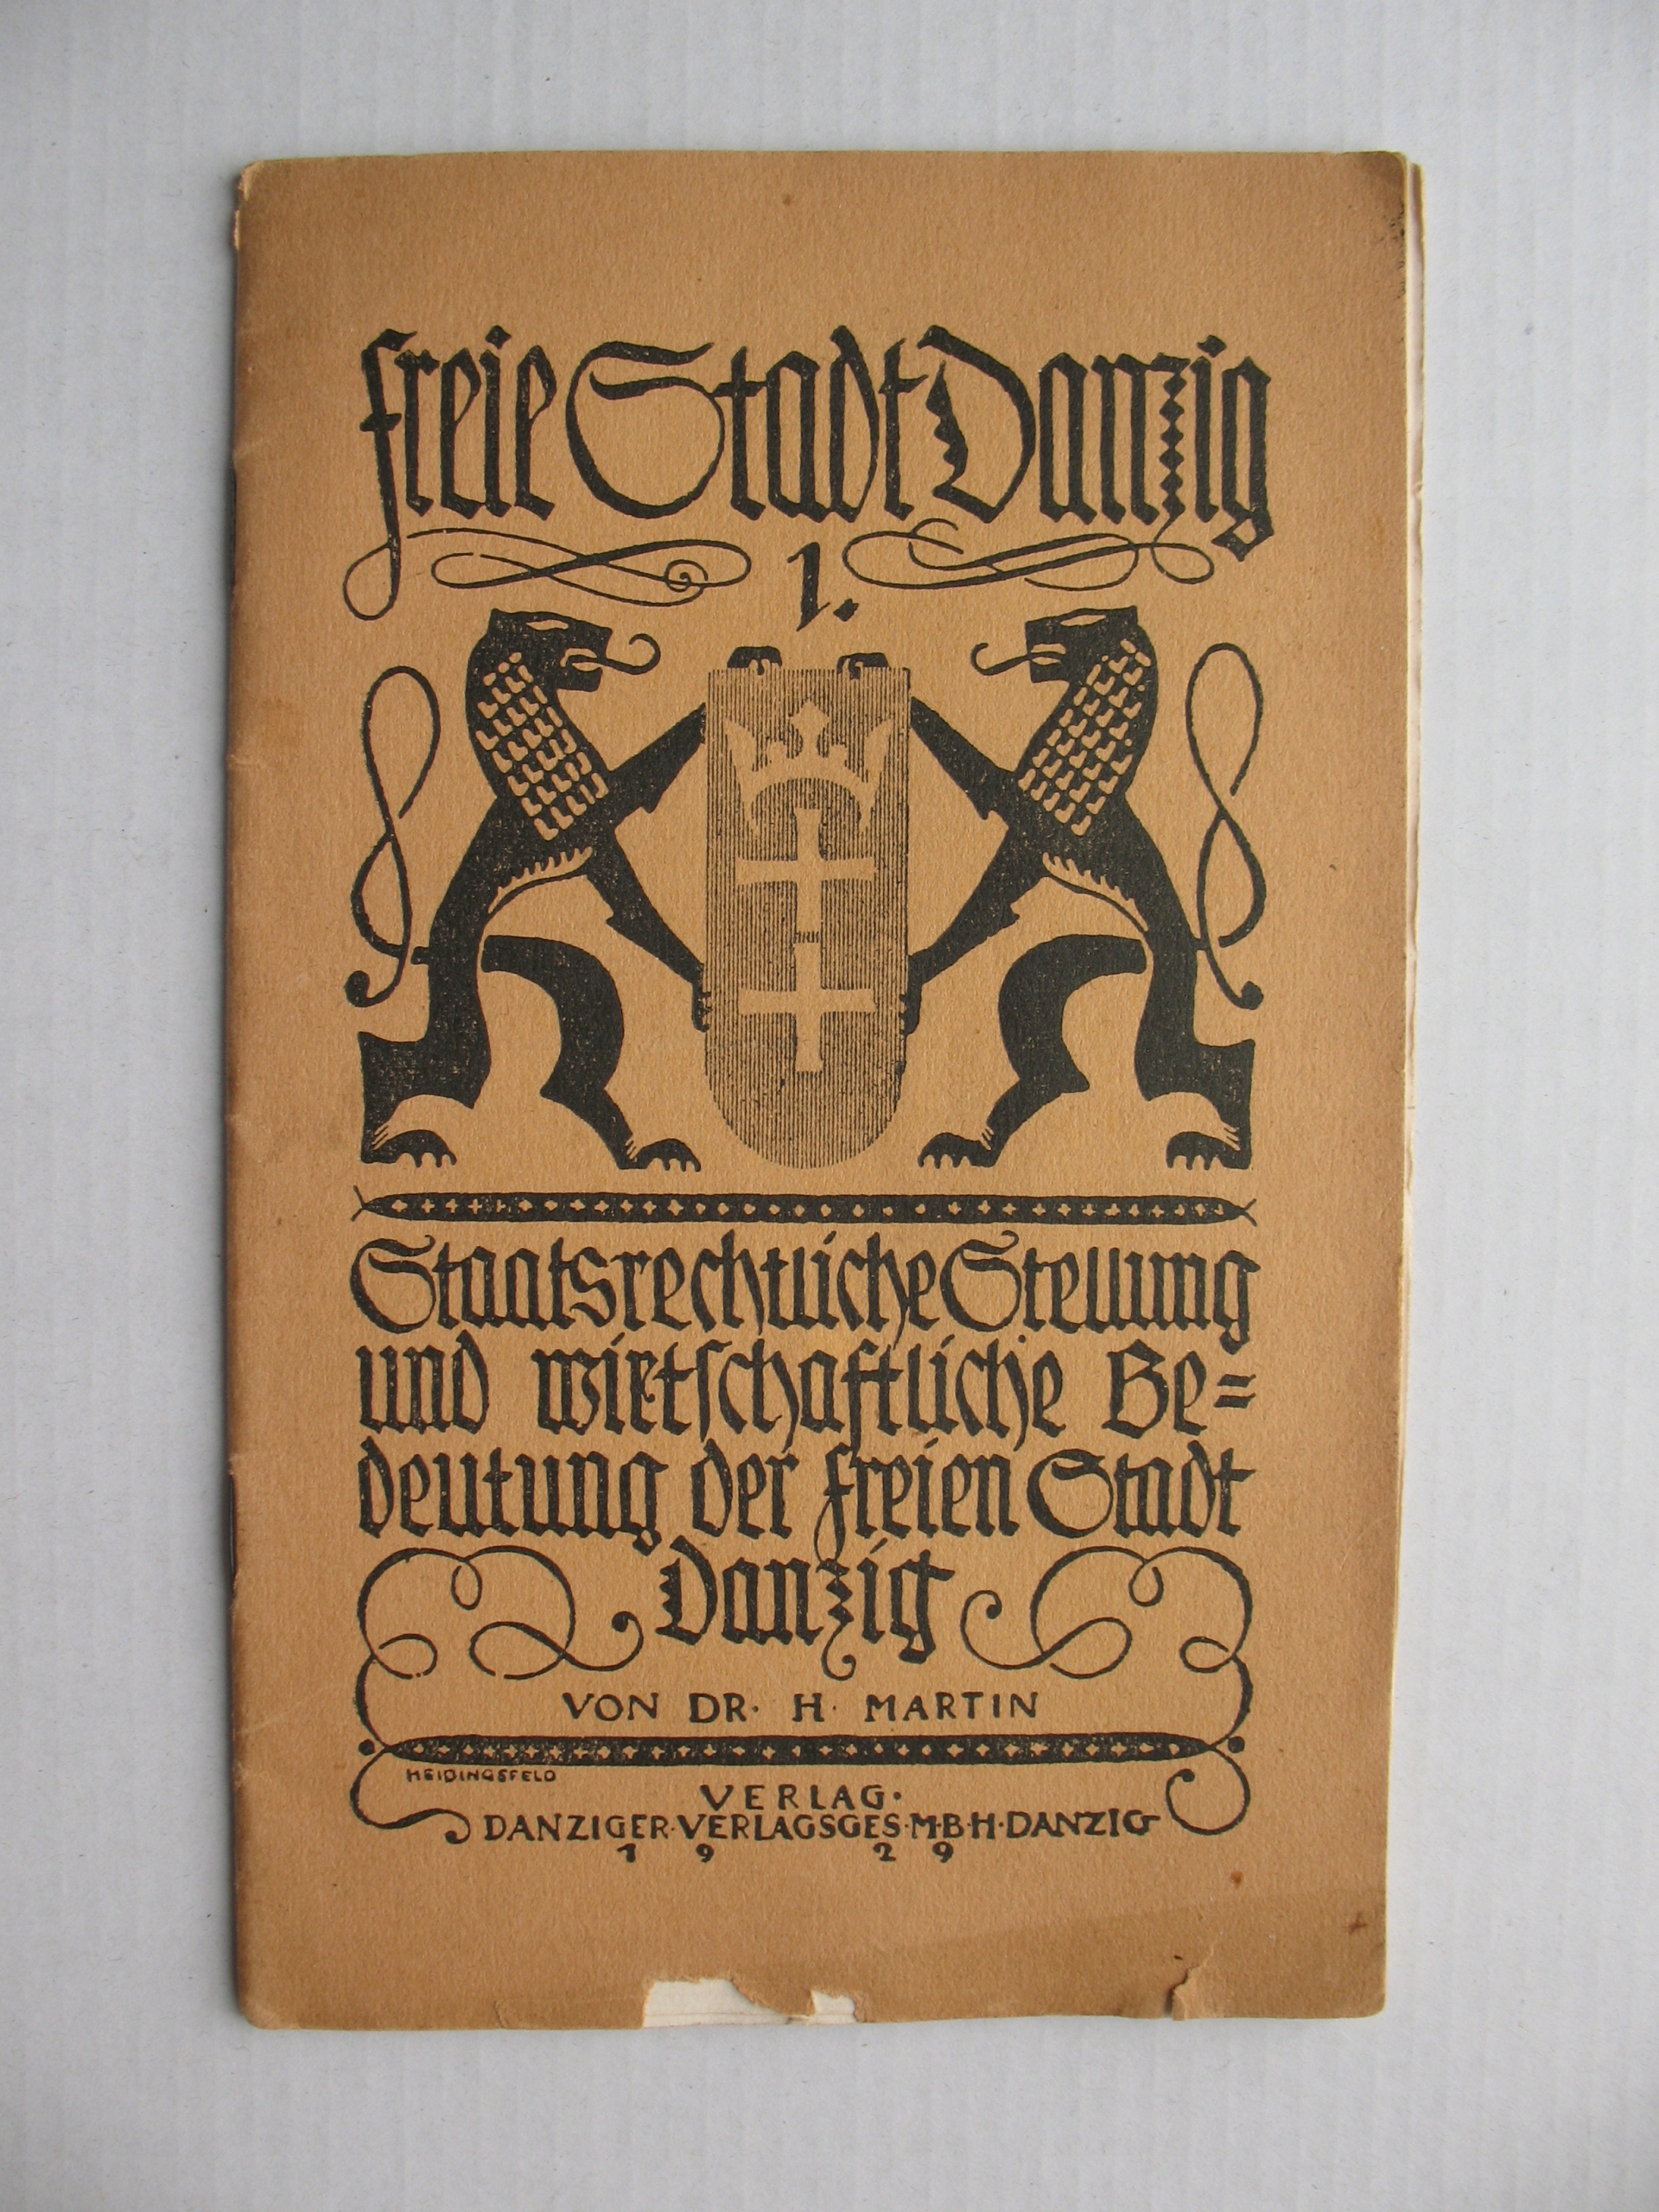 freie Stadt Danzig
1.
Staatsrechtliche Stellung
und wirtschaftliche Be=
deutung der freien Stadt
Danzig
VON DR. H. MARTIN
HEIDINGSFELD
VERLAG.
DANZIGER·VERLAGSGES·M·B·H·DANZIG
1929